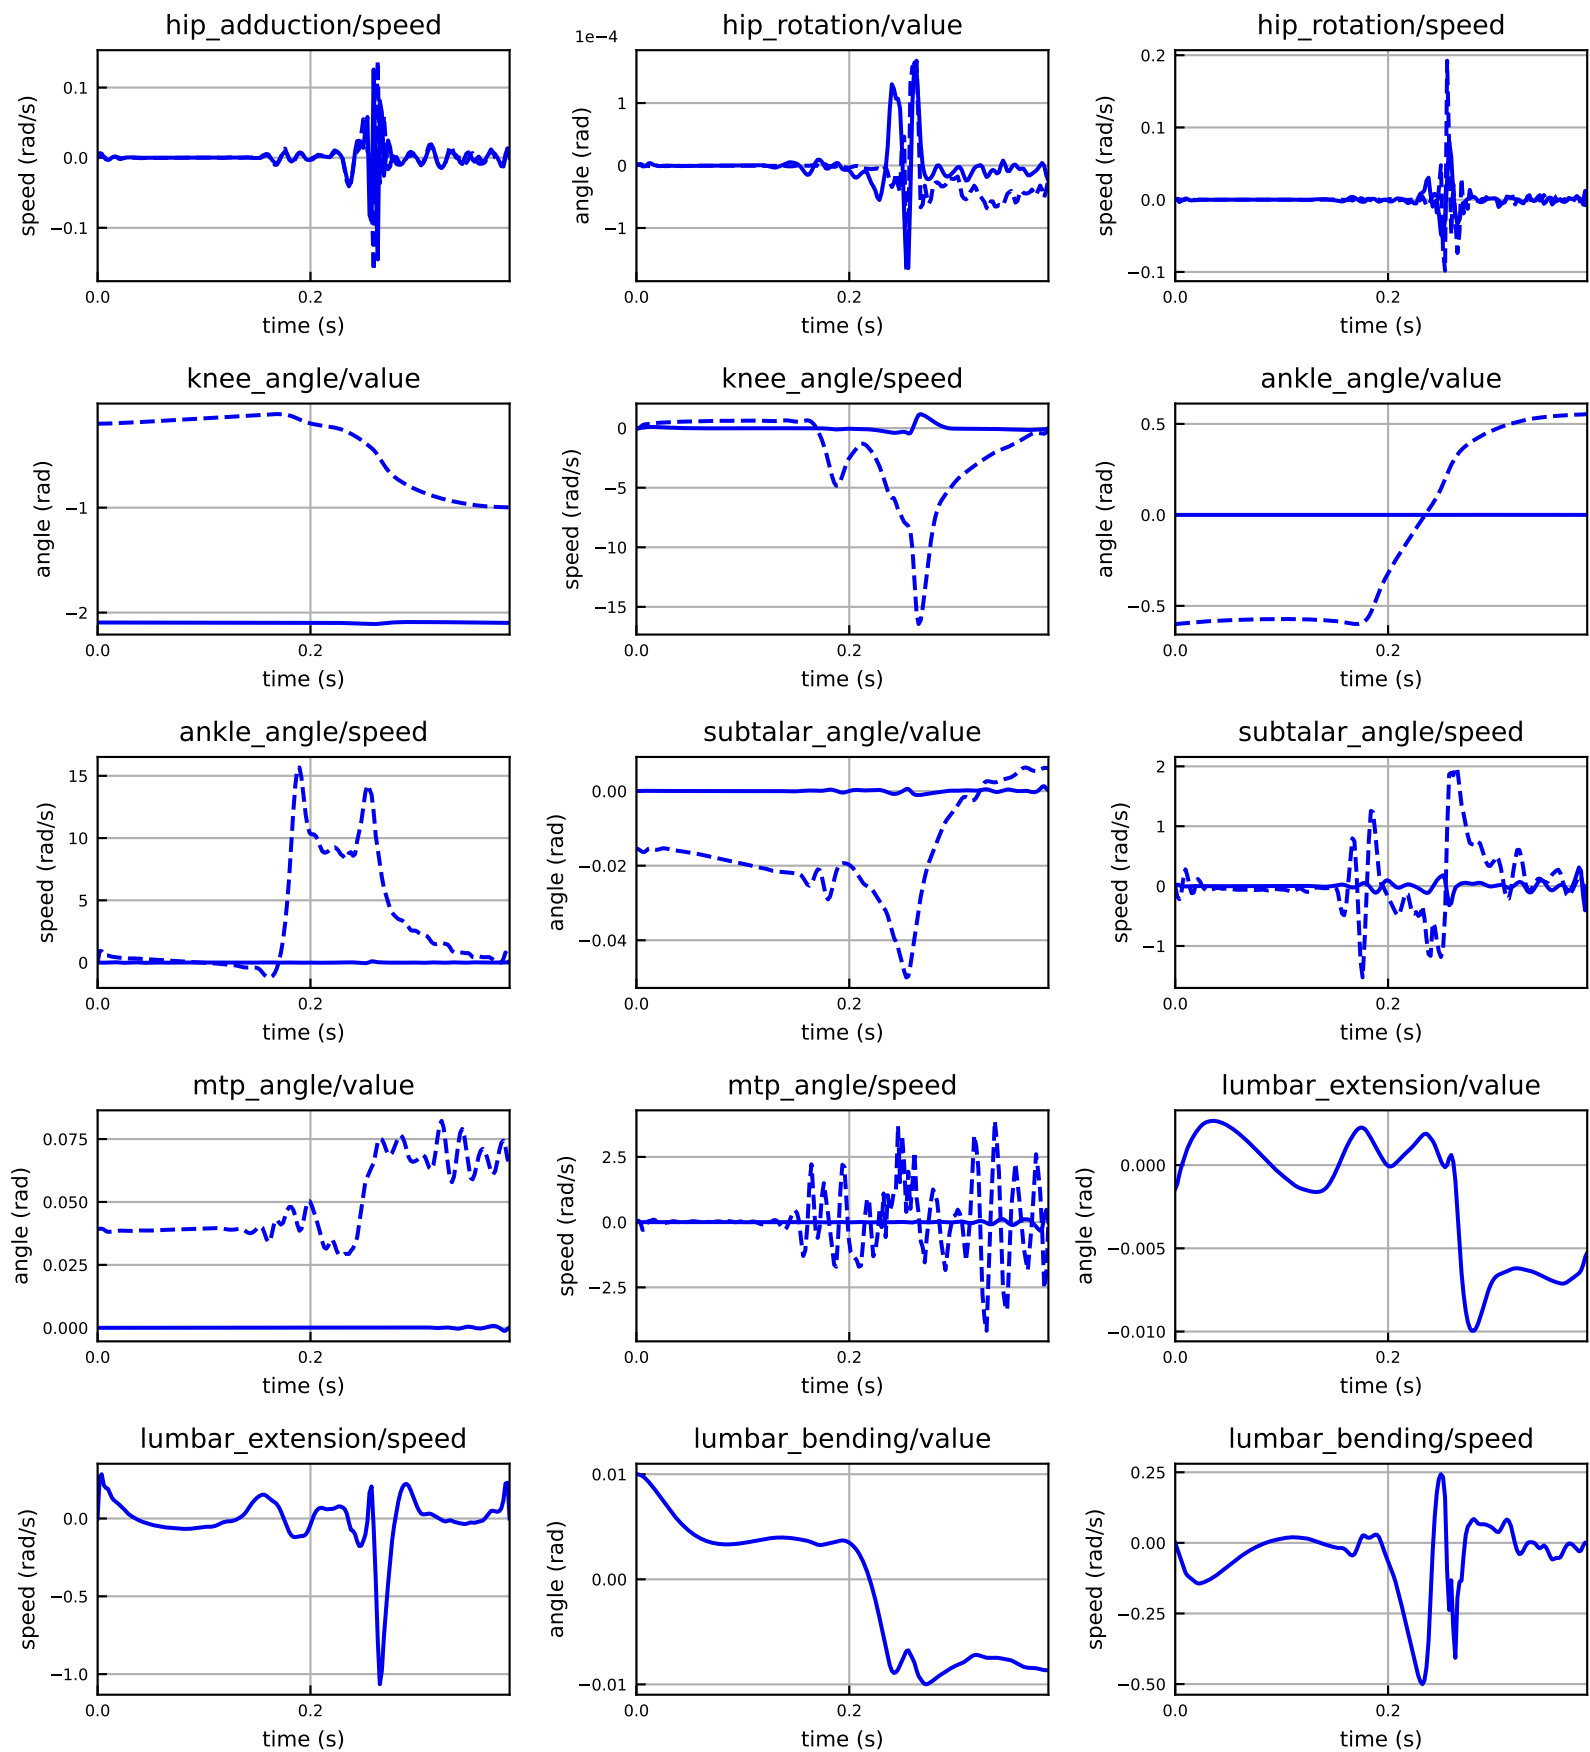 hip_adduction/speed
speed (rad/s)
0.1
0.0
−0.1
0.0
0.2
time (s)
hip_rotation/value
1e−4
angle (rad)
1
0
−1
0.0
0.2
time (s)
hip_rotation/speed
speed (rad/s)
0.2
0.1
0.0
−0.1
0.0
0.2
time (s)
knee_angle/value
angle (rad)
−1
−2
0.0
0.2
time (s)
knee_angle/speed
speed (rad/s)
0
−5
−10
−15
0.0
0.2
time (s)
ankle_angle/value
angle (rad)
0.5
0.0
−0.5
0.0
0.2
time (s)
ankle_angle/speed
speed (rad/s)
15
10
5
0
0.0
0.2
time (s)
subtalar_angle/value
angle (rad)
0.00
−0.02
−0.04
0.0
0.2
time (s)
subtalar_angle/speed
speed (rad/s)
2
1
0
−1
0.0
0.2
time (s)
mtp_angle/value
angle (rad)
0.075
0.050
0.025
0.000
0.0
0.2
time (s)
mtp_angle/speed
speed (rad/s)
2.5
0.0
−2.5
0.0
0.2
time (s)
lumbar_extension/value
angle (rad)
0.000
−0.005
−0.010
0.0
0.2
time (s)
lumbar_extension/speed
speed (rad/s)
0.0
−0.5
−1.0
0.0
0.2
time (s)
lumbar_bending/value
angle (rad)
0.01
0.00
−0.01
0.0
0.2
time (s)
lumbar_bending/speed
speed (rad/s)
0.25
0.00
−0.25
−0.50
0.0
0.2
time (s)